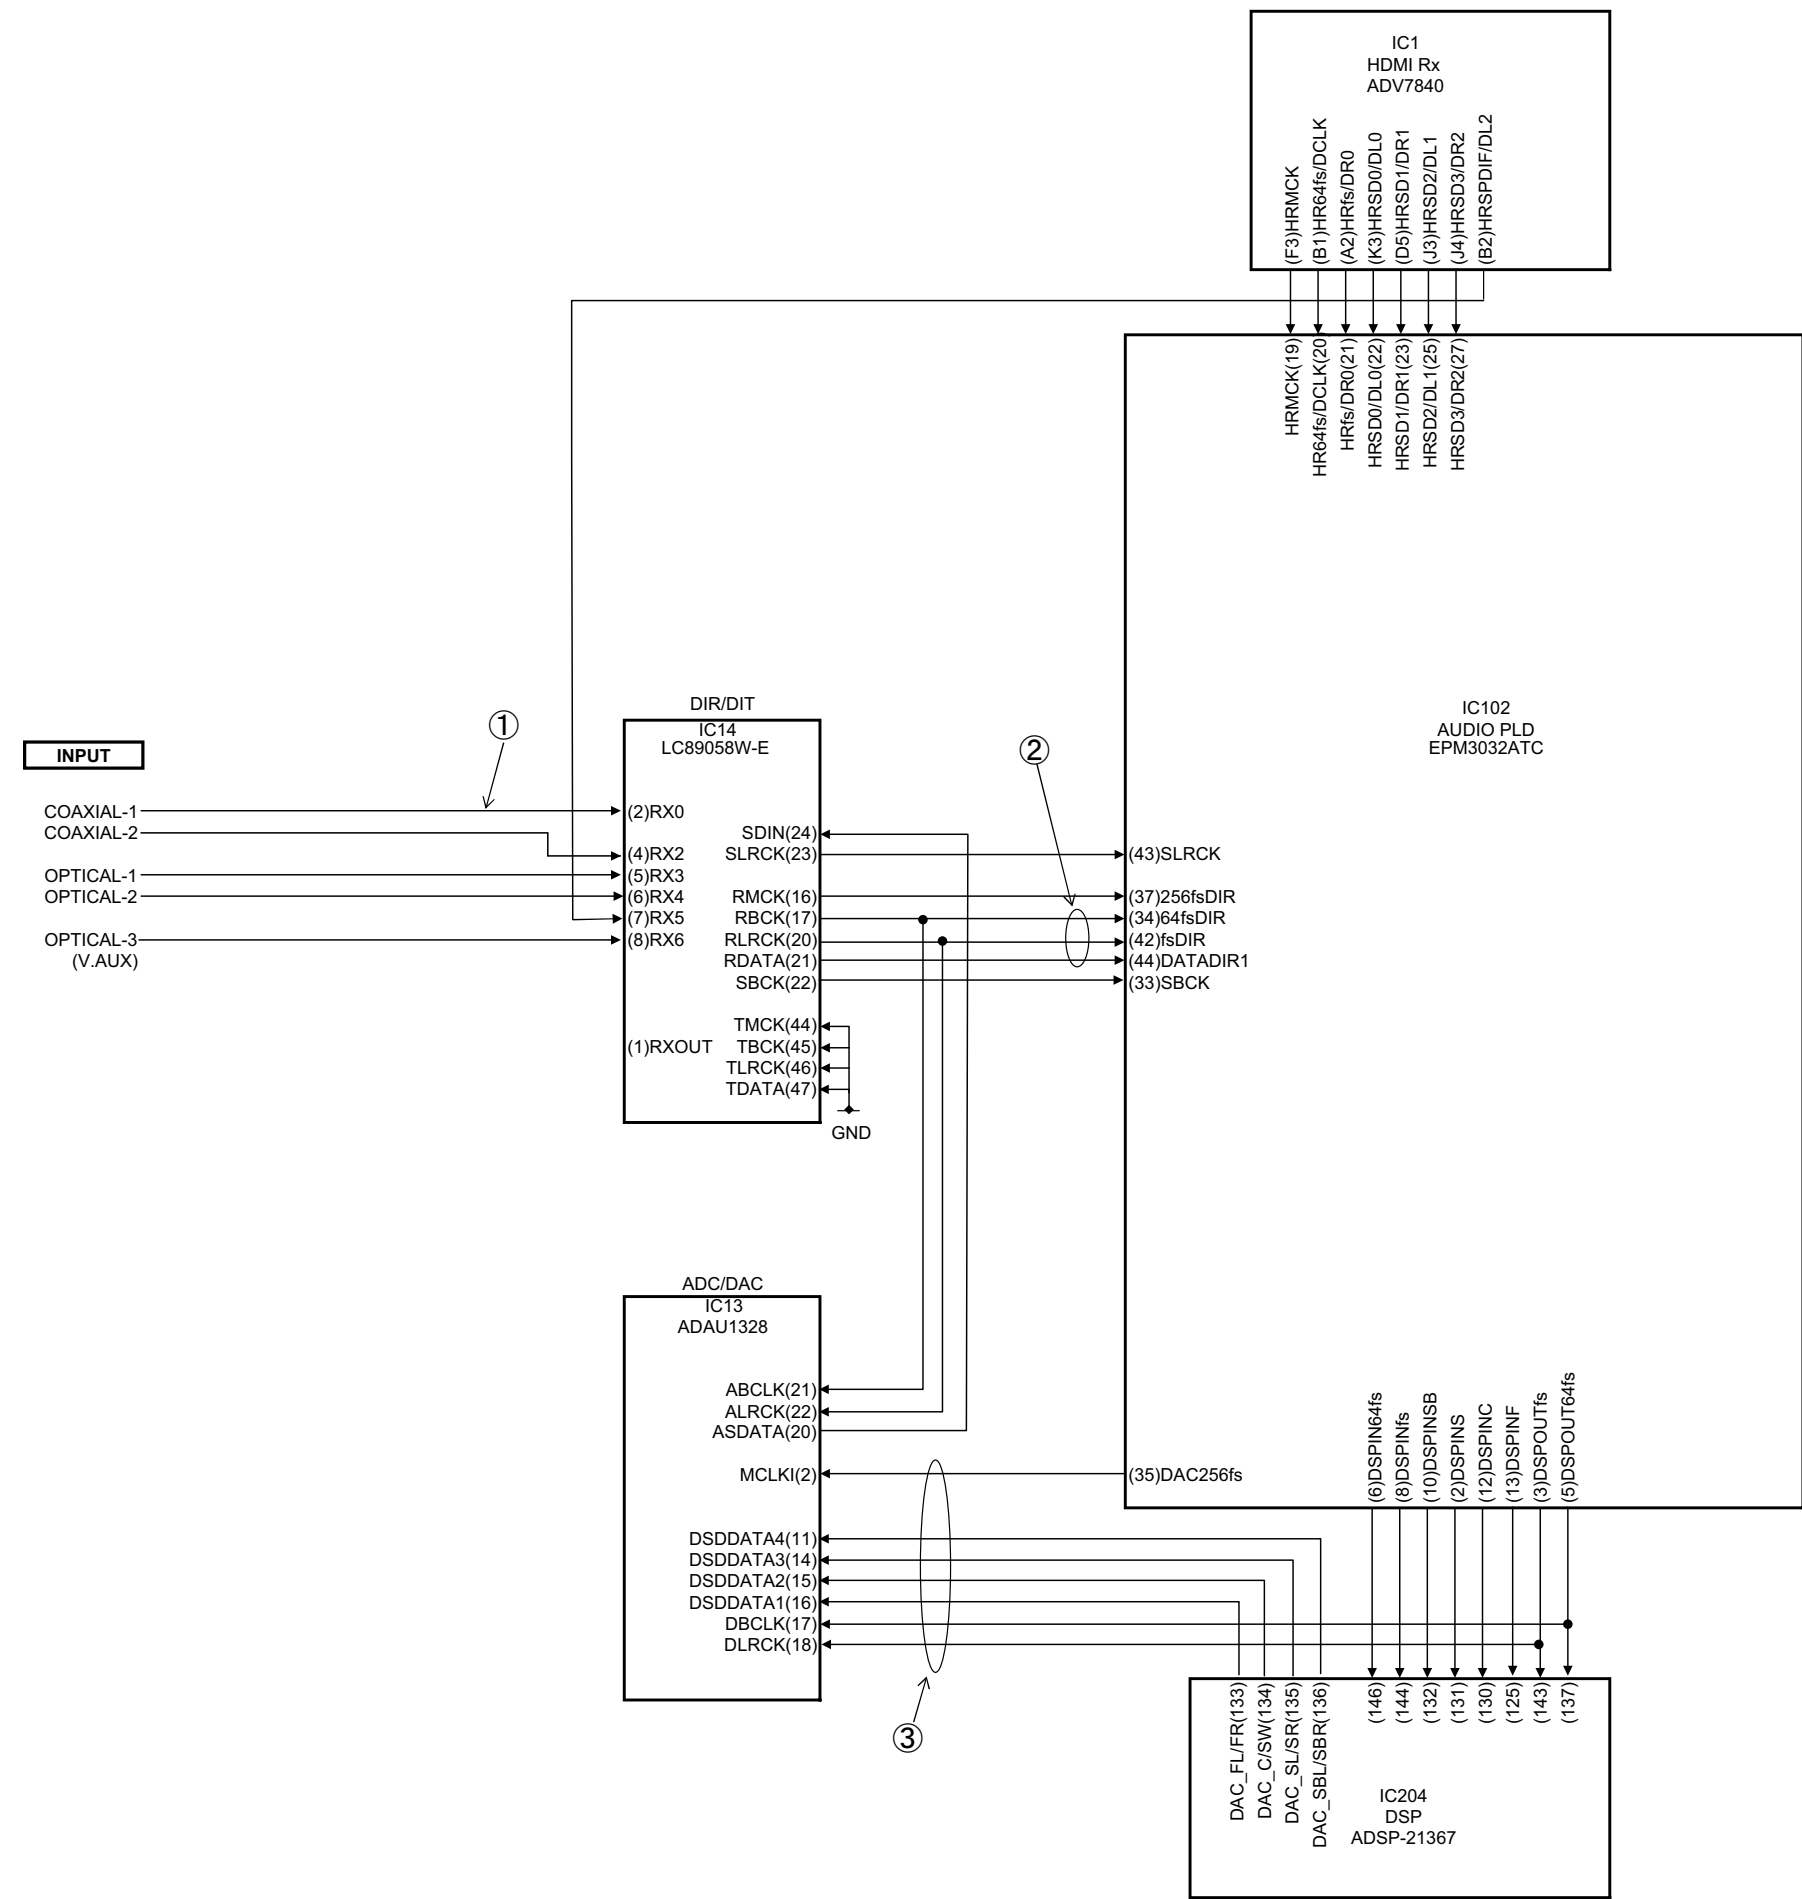 IC1
HDMI Rx
ADV7840
(F3)HRMCK
(B1)HR64fs/DCLK
(A2)HRfs/DR0
(K3)HRSD0/DL0
(D5)HRSD1/DR1
(J3)HRSD2/DL1
(J4)HRSD3/DR2
(B2)HRSPDIF/DL2
HRMCK(19)
HR64fs/DCLK(20)
HRfs/DR0(21)
HRSD0/DL0(22)
HRSD1/DR1(23)
HRSD2/DL1(25)
HRSD3/DR2(27)
IC102
AUDIO PLD
EPM3032ATC
INPUT
COAXIAL-1
COAXIAL-2
OPTICAL-1
OPTICAL-2
OPTICAL-3
(V.AUX)
①
DIR/DIT
IC14
LC89058W-E
(2)RX0
(4)RX2
(5)RX3
(6)RX4
(7)RX5
(8)RX6
(1)RXOUT
SDIN(24)
SLRCK(23)
RMCK(16)
RBCK(17)
RLRCK(20)
RDATA(21)
SBCK(22)
TMCK(44)
TBCK(45)
TLRCK(46)
TDATA(47)
GND
②
(43)SLRCK
(37)256fsDIR
(34)64fsDIR
(42)fsDIR
(44)DATADIR1
(33)SBCK
ADC/DAC
IC13
ADAU1328
ABCLK(21)
ALRCK(22)
ASDATA(20)
MCLKI(2)
DSDDATA4(11)
DSDDATA3(14)
DSDDATA2(15)
DSDDATA1(16)
DBCLK(17)
DLRCK(18)
③
(35)DAC256fs
(6)DSPIN64fs
(8)DSPINfs
(10)DSPINSB
(2)DSPINS
(12)DSPINC
(13)DSPINF
(3)DSPOUTfs
(5)DSPOUT64fs
DAC_FL/FR(133)
DAC_C/SW(134)
DAC_SL/SR(135)
DAC_SBL/SBR(136)
(146)
(144)
(132)
(131)
(130)
(125)
(143)
(137)
IC204
DSP
ADSP-21367